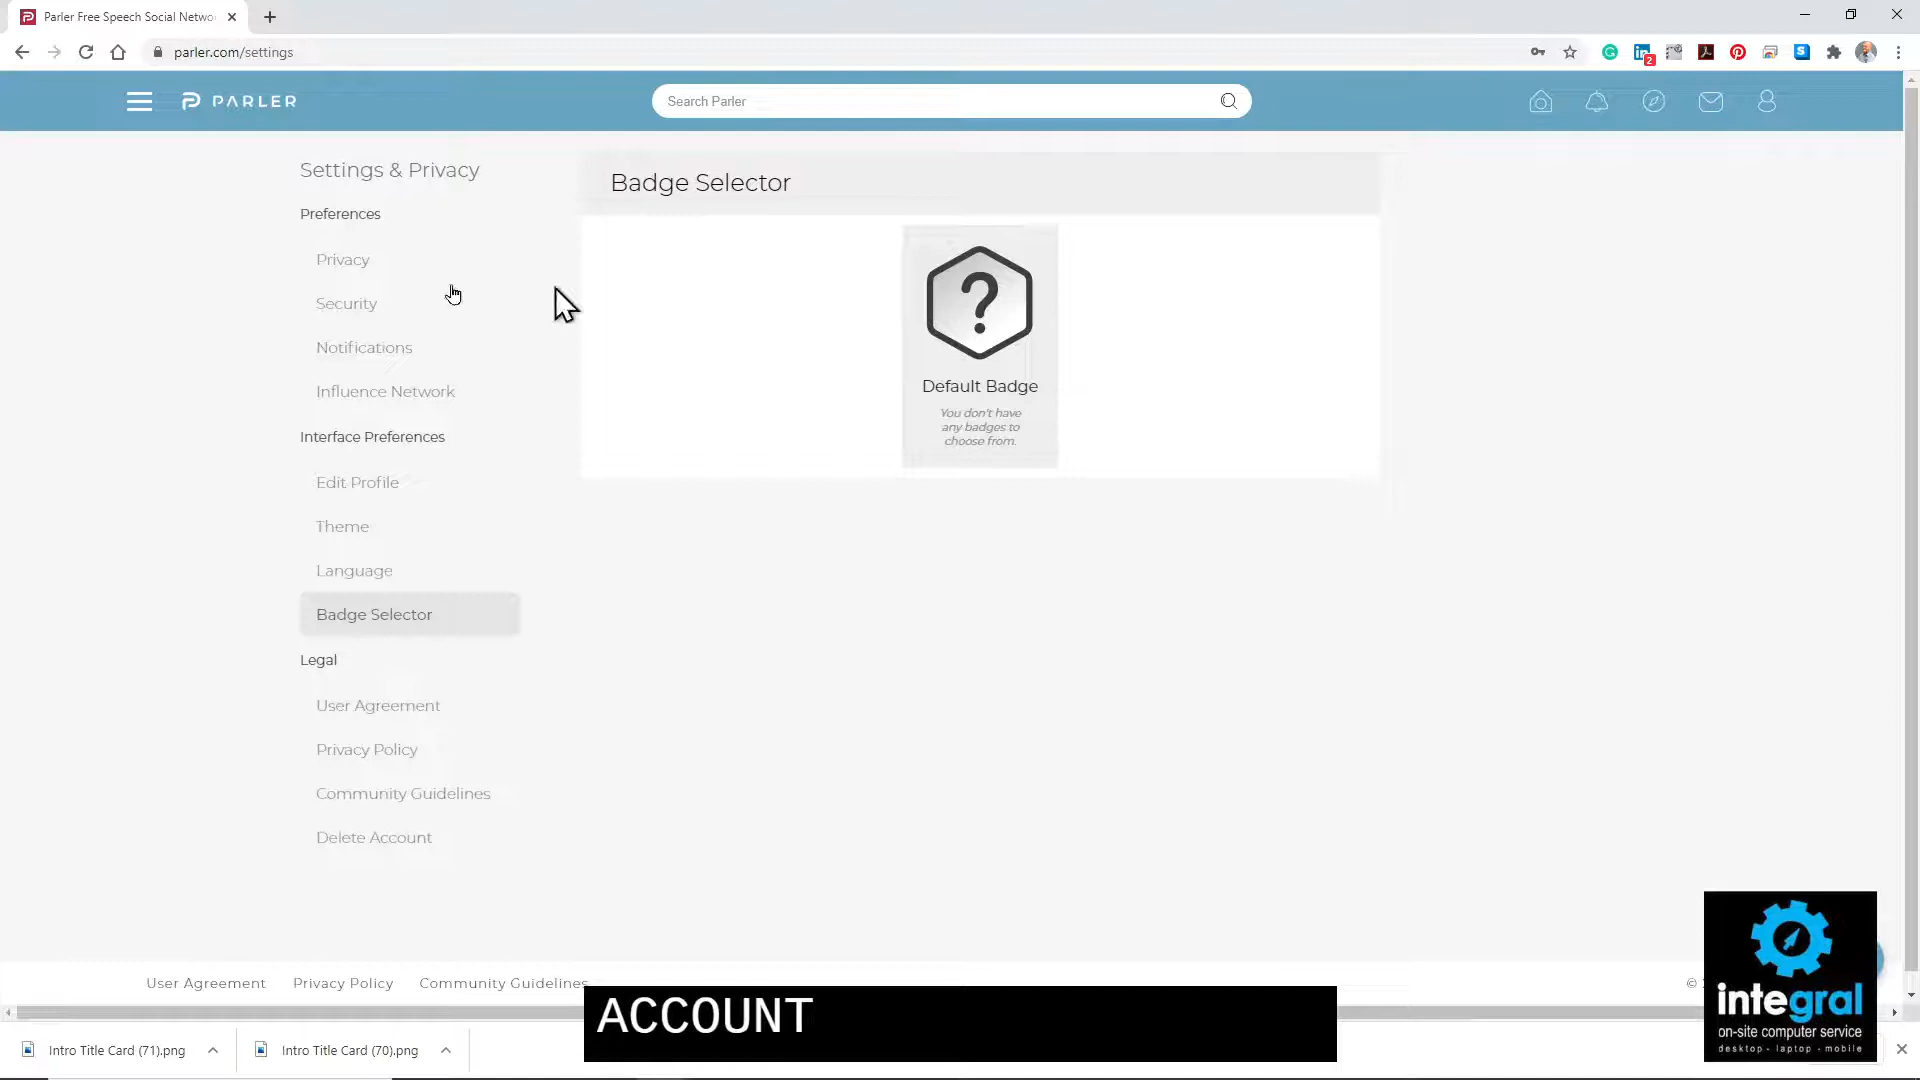 Parler Free Speech Social Netwo
parler.com/settings
2
PARLER
Search Parler
Settings & Privacy
Preferences
Privacy
Security
Notifications
Influence Network
Interface Preferences
Edit Profile
Theme
Language
Badge Selector
Legal
User Agreement
Privacy Policy
Community Guidelines
Delete Account
Badge Selector
?
Default Badge
You don't have
any badges to
choose from.
User Agreement Privacy Policy Community Guidelines
©
ACCOUNT
integral
on-site computer service
desktop - laptop - mobile
Intro Title Card (71).png
Intro Title Card (70).png